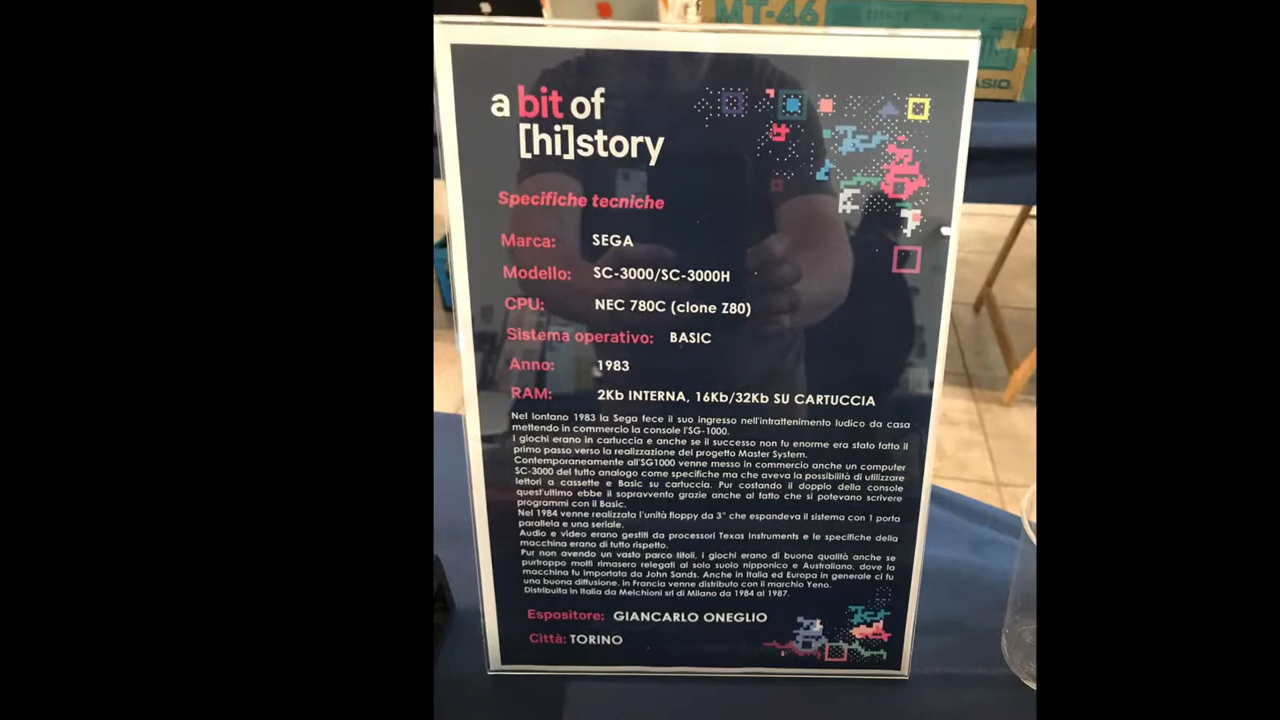 MT-46
ASIO
a bit of
[hi]story
Specifiche tecniche
Marca: SEGA
Modello: SC-3000/SC-3000H
CPU: NEC 780C (clone Z80)
Sistema operativo: BASIC
Anno: 1983
RAM: 2Kb INTERNA, 16Kb/32Kb SU CARTUCCIA
Nel lontano 1983 la Sega fece il suo ingresso nell'intrattenimento ludico da casa
mettendo in commercio la console l'SG-1000.
I giochi erano in cartuccia e anche se il successo non fu enorme era stato fatto il
primo passo verso la realizzazione del progetto Master System.
Contemporaneamente all'SG1000 venne messo in commercio anche un computer
SC-3000 del tutto analogo come specifiche ma che aveva la possibilità di utilizzare
lettori a cassette e Basic su cartuccia. Pur costando il doppio della console
quest'ultimo ebbe il sopravvento grazie anche al fatto che si potevano scrivere
programmi con il Basic.
Nel 1984 venne realizzata l'unità floppy da 3" che espandeva il sistema con 1 porta
parallela e una seriale.
Audio e video erano gestiti da processori Texas Instruments e le specifiche della
macchina erano di tutto rispetto.
Pur non avendo un vasto parco titoli, i giochi erano di buona qualità anche se
purtroppo molti rimasero relegati al solo suolo nipponico e Australiano, dove la
macchina fu importata da John Sands. Anche in Italia ed Europa in generale ci fu
una buona diffusione, in Francia venne distribuito con il marchio Yeno.
Distribuita in Italia da Melchioni srl di Milano da 1984 al 1987.
Espositore: GIANCARLO ONEGLIO
Città: TORINO